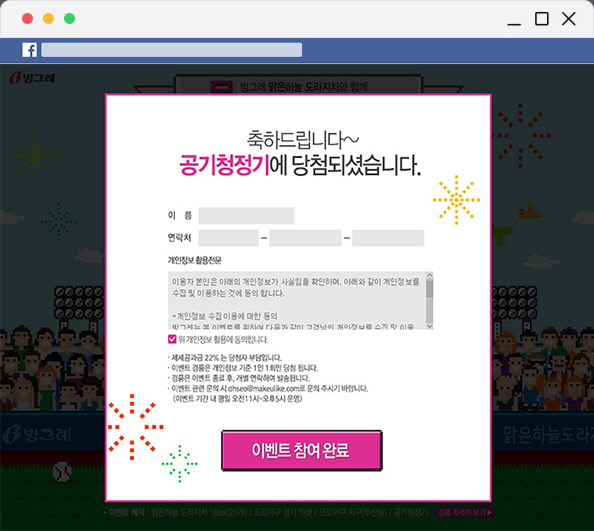 빙그레
빙그레 맑은하늘 도라지차와 함께
축하드립니다~
공기청정기에 당첨되셨습니다.
이 름
연락처 - -
개인정보 활용전문
이용자 본인은 아래의 개인정보가 사실임을 확인하며, 아래와 같이 개인정보를
수집 및 이용하는 것에 동의 합니다.
*개인정보 수집 이용에 대한 동의
빙그레는 본 이벤트를 위하여 다음과 같이 고객님의 개인정보를 수집 및 이용
위 개인정보 활용에 동의합니다.
· 제세공과금 22% 는 당첨자 부담입니다.
· 이벤트 경품은 개인정보 기준 1인 1회만 당첨 됩니다.
· 경품은 이벤트 종료 후, 개별 연락하여 발송됩니다.
· 이벤트 관련 문의 시 dhseo@makeulike.com로 문의 주시기 바랍니다.
(이벤트 기간 내 평일 오전11시~오후5시 운영)
빙그레
맑은하늘도라지
이벤트 참여 완료
• 이벤트 혜택 : 맑은하늘 도라지차 1Box(20개) / 프로야구 경기 티켓 / 프로야구 시구(두산팀) / 공기청정기 경품 자세히 보기